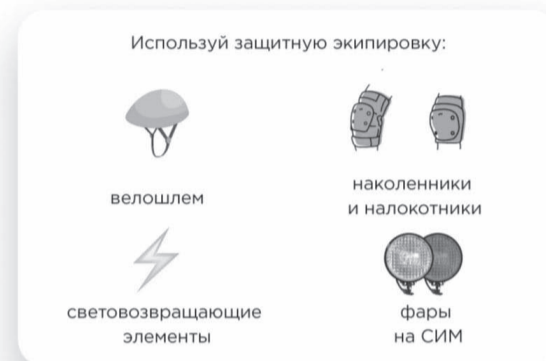 Используй защитную экипировку:
велошлем
наколенники
и налокотники
световозвращающие
элементы
фары
на СИМ